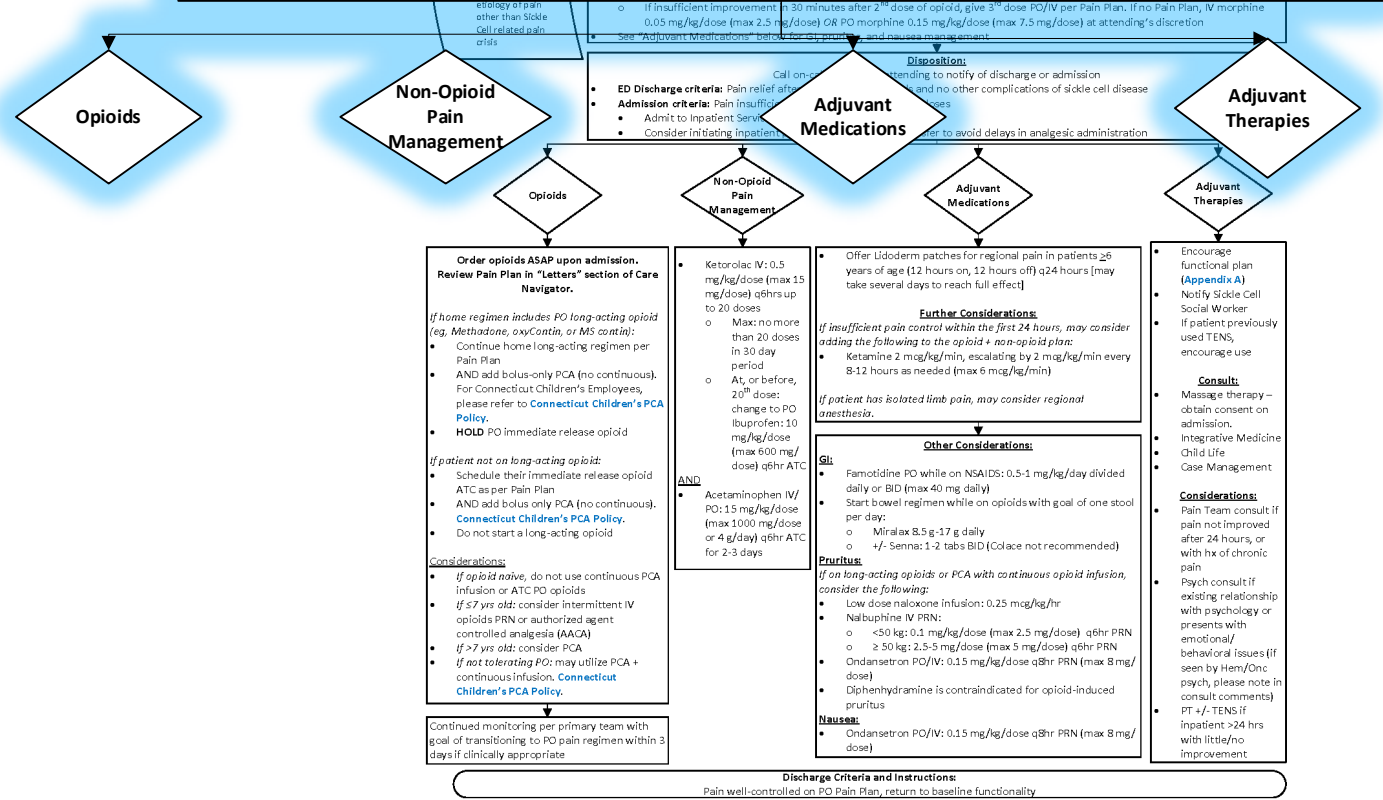 etiology of pain
other than Sickle
Cell related pain
crisis
o If insufficient improvement in 30 minutes after 2nd dose of opioid, give 3rd dose PO/IV per Pain Plan. If no Pain Plan, IV morphine
0.05 mg/kg/dose (max 2.5 mg/dose) OR PO morphine 0.15 mg/kg/dose (max 7.5 mg/dose) at attending's discretion
• See "Adjuvant Medications" below for GI, pruritus, and nausea management
Disposition:
Call on-ca ttending to notify of discharge or admission
• ED Discharge criteria: Pain relief afte s and no other complications of sickle cell disease
• Admission criteria: Pain insuffici doses
• Admit to Inpatient Servi
• Consider initiating inpatient fer to avoid delays in analgesic administration
Opioids
Non-Opioid
Pain
Management
Adjuvant
Medications
Adjuvant
Therapies
Opioids
Non-Opioid
Pain
Management
Adjuvant
Medications
Adjuvant
Therapies
Order opioids ASAP upon admission.
Review Pain Plan in "Letters" section of Care
Navigator.
If home regimen includes PO long-acting opioid
(eg, Methadone, oxyContin, or MS contin):
• Continue home long-acting regimen per
Pain Plan
• AND add bolus-only PCA (no continuous).
For Connecticut Children's Employees,
please refer to Connecticut Children's PCA
Policy.
• HOLD PO immediate release opioid
If patient not on long-acting opioid:
• Schedule their immediate release opioid
ATC as per Pain Plan
• AND add bolus only PCA (no continuous).
Connecticut Children's PCA Policy.
• Do not start a long-acting opioid
Considerations:
• If opioid naive, do not use continuous PCA
infusion or ATC PO opioids
• If ≤7 yrs old: consider intermittent IV
opioids PRN or authorized agent
controlled analgesia (AACA)
• If >7 years old: consider PCA
• If not tolerating PO: may utilize PCA +
continuous infusion. Connecticut
Children's PCA Policy.
Continued monitoring per primary team with
goal of transitioning to PO pain regimen within 3
days if clinically appropriate
• Ketorolac IV: 0.5
mg/kg/dose (max 15
mg/dose) q6hrs up
to 20 doses
o Max: no more
than 20 doses
in 30 day
period
o At, or before,
20th dose:
change to PO
Ibuprofen: 10
mg/kg/dose
(max 600 mg/
dose) q6hr ATC
AND
• Acetaminophen IV/
PO: 15 mg/kg/dose
(max 1000 mg/dose
or 4 g/day) q6hr ATC
for 2-3 days
• Offer Lidoderm patches for regional pain in patients ≥6
years of age (12 hours on, 12 hours off) q24 hours [may
take several days to reach full effect]
Further Considerations:
If insufficient pain control within the first 24 hours, may consider
adding the following to the opioid + non-opioid plan:
• Ketamine 2 mcg/kg/min, escalating by 2 mcg/kg/min every
8-12 hours as needed (max 6 mcg/kg/min)
If patient has isolated limb pain, may consider regional
anesthesia.
Other Considerations:
GI:
• Famotidine PO while on NSAIDS: 0.5-1 mg/kg/day divided
daily or BID (max 40 mg daily)
• Start bowel regimen while on opioids with goal of one stool
per day:
o Miralax 8.5 g-17 g daily
o +/- Senna: 1-2 tabs BID (Colace not recommended)
Pruritus:
If on long-acting opioids or PCA with continuous opioid infusion,
consider the following:
• Low dose naloxone infusion: 0.25 mcg/kg/hr
• Nalbuphine IV PRN:
o <50 kg: 0.1 mg/kg/dose (max 2.5 mg/dose) q6hr PRN
o ≥ 50 kg: 2.5-5 mg/dose (max 5 mg/dose) q6hr PRN
• Ondansetron PO/IV: 0.15 mg/kg/dose q8hr PRN (max 8 mg/
dose)
• Diphenhydramine is contraindicated for opioid-induced
pruritus
Nausea:
• Ondansetron PO/IV: 0.15 mg/kg/dose q8hr PRN (max 8 mg/
dose)
• Encourage
functional plan
(Appendix A)
• Notify Sickle Cell
Social Worker
• If patient previously
used TENS,
encourage use
Consult:
• Massage therapy –
obtain consent on
admission.
• Integrative Medicine
• Child Life
• Case Management
Considerations:
• Pain Team consult if
pain not improved
after 24 hours, or
with hx of chronic
pain
• Psych consult if
existing relationship
with psychology or
presents with
emotional/
behavioral issues (if
seen by Hem/Onc
psych, please note in
consult comments)
• PT +/- TENS if
inpatient >24 hrs
with little/no
improvement
Discharge Criteria and Instructions:
Pain well-controlled on PO Pain Plan, return to baseline functionality